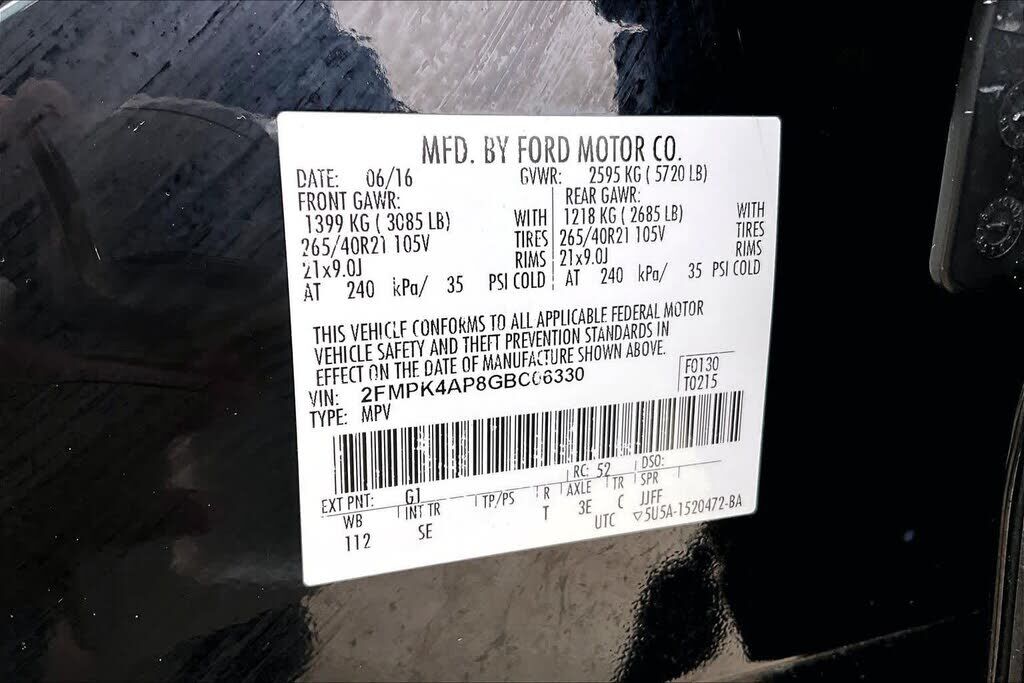 MFD. BY FORD MOTOR CO.
DATE: 06/16 GVWR: 2595 KG ( 5720 LB)
FRONT GAWR: REAR GAWR:
1399 KG ( 3085 LB) WITH 1218 KG ( 2685 LB) WITH
265/40R21 105V TIRES 265/40R21 105V TIRES
21x9.0J RIMS 21x9.0J RIMS
AT 240 kPa/ 35 PSI COLD AT 240 kPa/ 35 PSI COLD
THIS VEHICLE CONFORMS TO ALL APPLICABLE FEDERAL MOTOR
VEHICLE SAFETY AND THEFT PREVENTION STANDARDS IN
EFFECT ON THE DATE OF MANUFACTURE SHOWN ABOVE.
VIN: 2FMPK4AP8GBC06330 F0130
TYPE: MPV T0215
EXT PNT: G1 RC: 52 DSO:
WB INT TR TP/PS R AXLE TR SPR
112 SE T 3E C JJFF
UTC ▽5U5A-1520472-BA